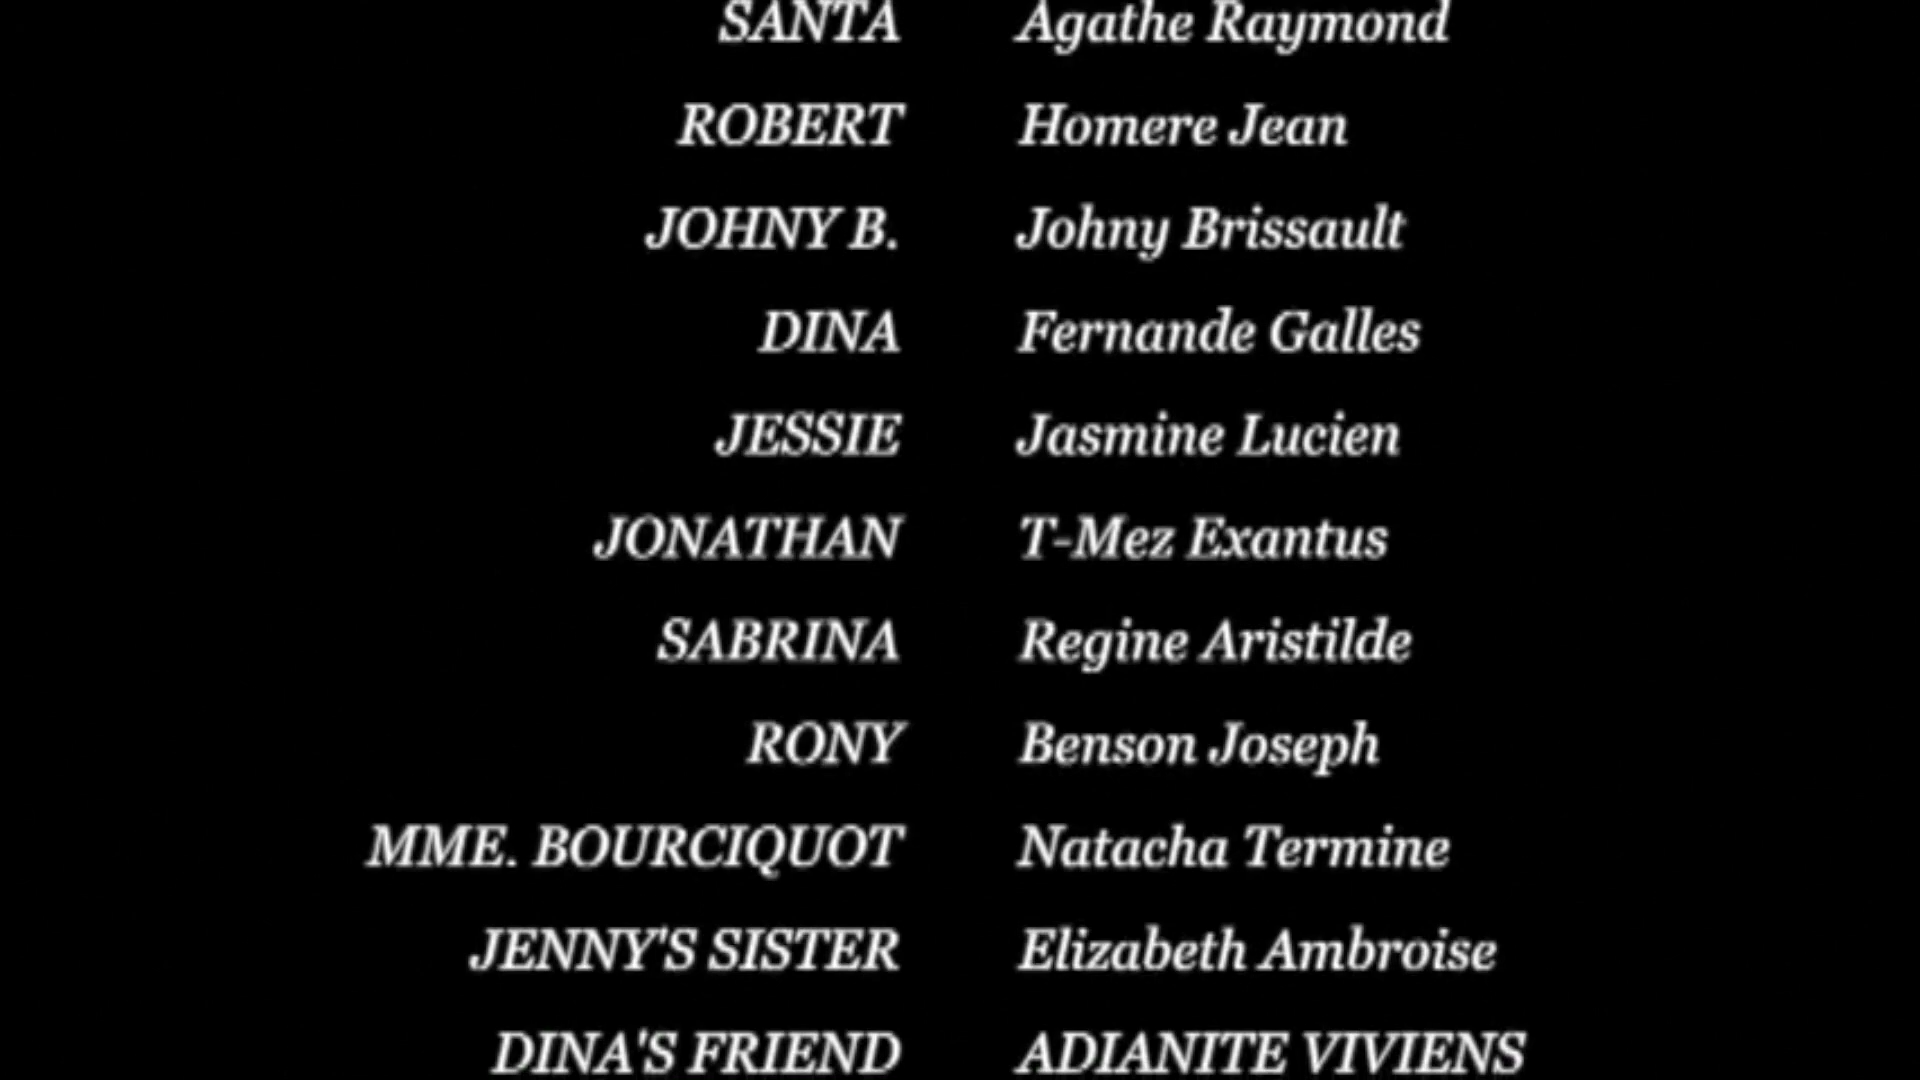 SANTA Agathe Raymond
ROBERT Homere Jean
JOHNY B. Johny Brissault
DINA Fernande Galles
JESSIE Jasmine Lucien
JONATHAN T-Mez Exantus
SABRINA Regine Aristilde
RONY Benson Joseph
MME. BOURCIQUOT Natacha Termine
JENNY'S SISTER Elizabeth Ambroise
DINA'S FRIEND ADIANITE VIVIENS